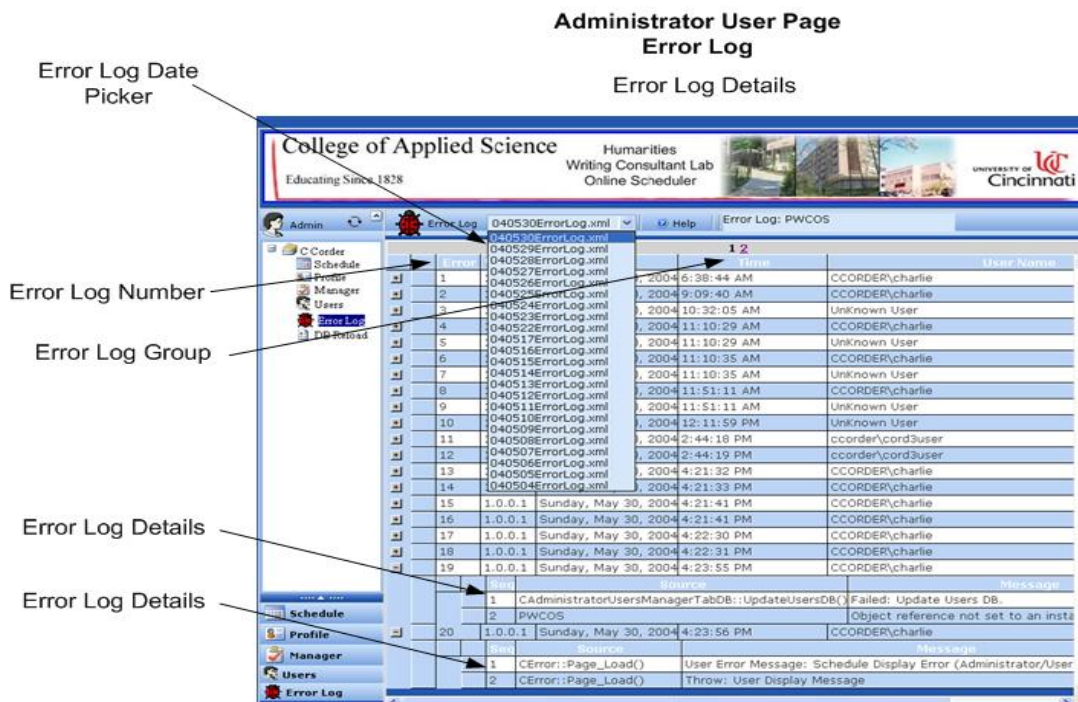 Administrator User Page
Error Log
Error Log Details
Error Log Date
Picker
Error Log Number
Error Log Group
Error Log Details
Error Log Details
College of Applied Science
Educating Since 1828
Humanities
Writing Consultant Lab
Online Scheduler
UNIVERSITY OF
Cincinnati
Admin
Error Log
040530ErrorLog.xml
Help
Error Log: PWCOS
C Corder
Schedule
Profile
Manager
Users
Error Log
DB Reload
040530ErrorLog.xml
040529ErrorLog.xml
040528ErrorLog.xml
040527ErrorLog.xml
040526ErrorLog.xml
040525ErrorLog.xml
040524ErrorLog.xml
040523ErrorLog.xml
040522ErrorLog.xml
040517ErrorLog.xml
040516ErrorLog.xml
040515ErrorLog.xml
040514ErrorLog.xml
040513ErrorLog.xml
040512ErrorLog.xml
040511ErrorLog.xml
040510ErrorLog.xml
040509ErrorLog.xml
040508ErrorLog.xml
040507ErrorLog.xml
040506ErrorLog.xml
040505ErrorLog.xml
040504ErrorLog.xml
1 2
Error Time User Name
1 , 2004 6:38:44 AM CCORDER\charlie
2 , 2004 9:09:40 AM CCORDER\charlie
3 , 2004 10:32:05 AM UnKnown User
4 , 2004 11:10:29 AM CCORDER\charlie
5 , 2004 11:10:29 AM UnKnown User
6 , 2004 11:10:35 AM CCORDER\charlie
7 , 2004 11:10:35 AM UnKnown User
8 , 2004 11:51:11 AM CCORDER\charlie
9 , 2004 11:51:11 AM UnKnown User
10 , 2004 12:11:59 PM UnKnown User
11 , 2004 2:44:18 PM ccorder\cord3user
12 , 2004 2:44:19 PM ccorder\cord3user
13 , 2004 4:21:32 PM CCORDER\charlie
14 , 2004 4:21:33 PM CCORDER\charlie
15 1.0.0.1 Sunday, May 30, 2004 4:21:41 PM CCORDER\charlie
16 1.0.0.1 Sunday, May 30, 2004 4:21:41 PM CCORDER\charlie
17 1.0.0.1 Sunday, May 30, 2004 4:22:30 PM CCORDER\charlie
18 1.0.0.1 Sunday, May 30, 2004 4:22:31 PM CCORDER\charlie
19 1.0.0.1 Sunday, May 30, 2004 4:23:55 PM CCORDER\charlie
Seq Source Message
1 CAdministratorUsersManagerTabDB::UpdateUsersDB() Failed: Update Users DB.
2 PWCOS Object reference not set to an insta
20 1.0.0.1 Sunday, May 30, 2004 4:23:56 PM CCORDER\charlie
Seq Source Message
1 CError::Page_Load() User Error Message: Schedule Display Error (Administrator/User
2 CError::Page_Load() Throw: User Display Message
Schedule
Profile
Manager
Users
Error Log